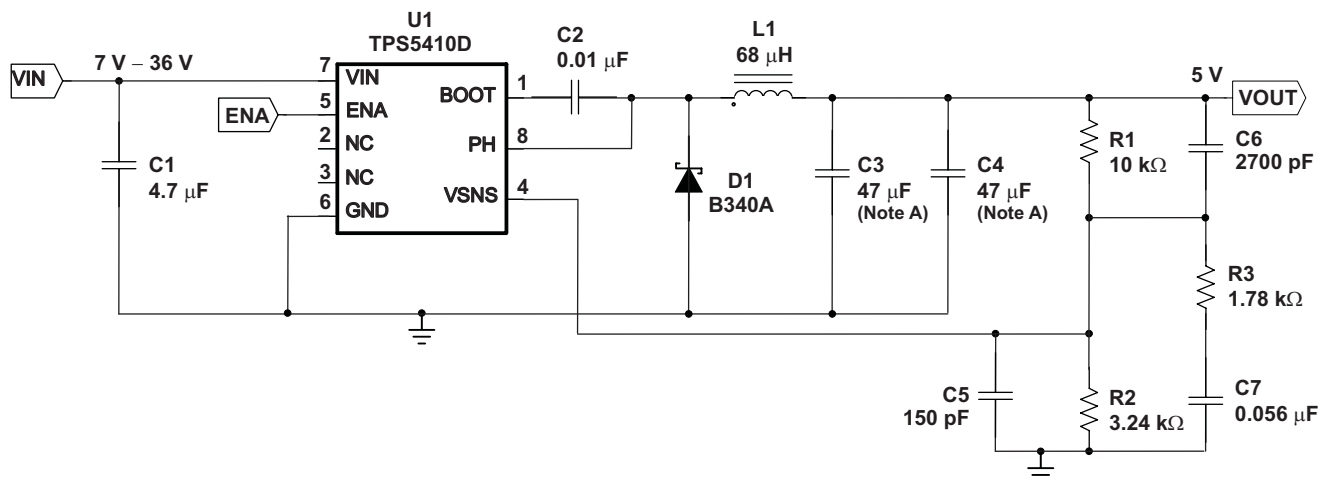 U1
TPS5410D
C2
0.01 μF
L1
68 μH
VIN
7 V – 36 V
7
VIN
1
BOOT
5 V
VOUT
ENA
5
ENA
2
NC
8
PH
3
NC
4
VSNS
6
GND
C1
4.7 μF
D1
B340A
C3
47 μF
(Note A)
C4
47 μF
(Note A)
R1
10 kΩ
C6
2700 pF
R3
1.78 kΩ
C5
150 pF
R2
3.24 kΩ
C7
0.056 μF